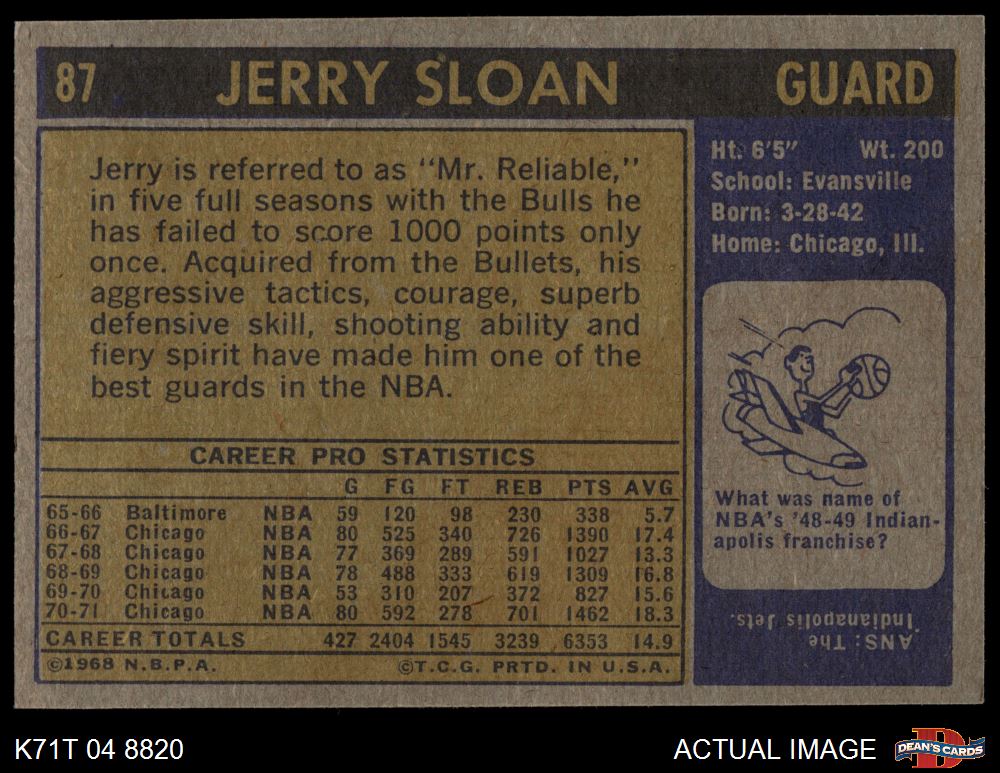 87 JERRY SLOAN GUARD
Jerry is referred to as "Mr. Reliable,"
in five full seasons with the Bulls he
has failed to score 1000 points only
once. Acquired from the Bullets, his
aggressive tactics, courage, superb
defensive skill, shooting ability and
fiery spirit have made him one of the
best guards in the NBA.
Ht. 6'5" Wt. 200
School: Evansville
Born: 3-28-42
Home: Chicago, Ill.
What was name of
NBA's '48-49 Indian-
apolis franchise?
ANS: The
Indianapolis Jets.
CAREER PRO STATISTICS
G FG FT REB PTS AVG
65-66 Baltimore NBA 59 120 98 230 338 5.7
66-67 Chicago NBA 80 525 340 726 1390 17.4
67-68 Chicago NBA 77 369 289 591 1027 13.3
68-69 Chicago NBA 78 488 333 619 1309 16.8
69-70 Chicago NBA 53 310 207 372 827 15.6
70-71 Chicago NBA 80 592 278 701 1462 18.3
CAREER TOTALS 427 2404 1545 3239 6353 14.9
©1968 N.B.P.A. ©T.C.G. PRTD. IN U.S.A.
K71T 04 8820 ACTUAL IMAGE DEAN'S CARDS